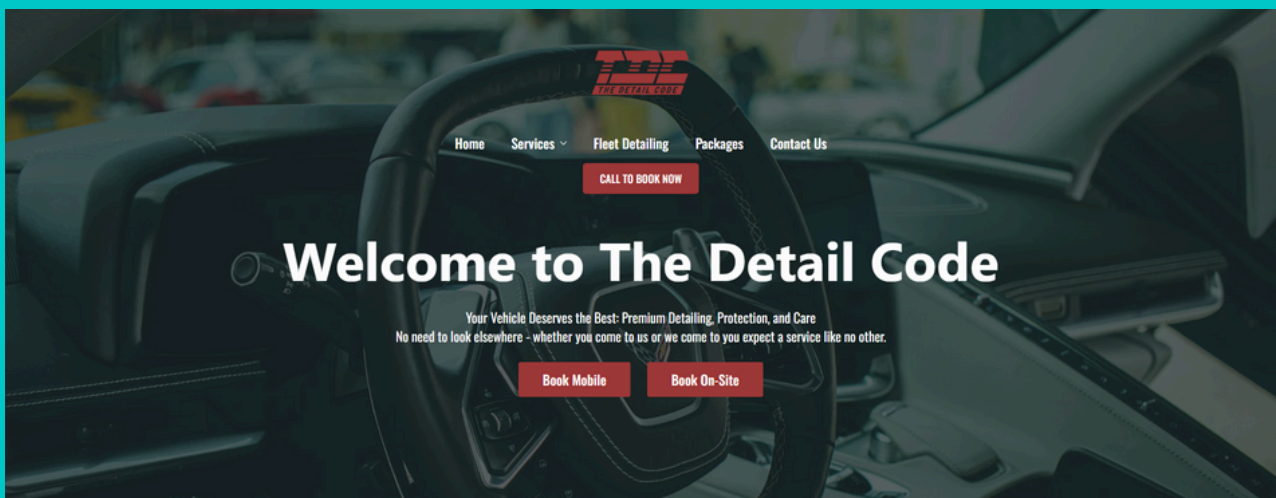 TDC
THE DETAIL CODE
Home Services Fleet Detailing Packages Contact Us
CALL TO BOOK NOW
Welcome to The Detail Code
Your Vehicle Deserves the Best: Premium Detailing, Protection, and Care
No need to look elsewhere - whether you come to us or we come to you expect a service like no other.
Book Mobile Book On-Site